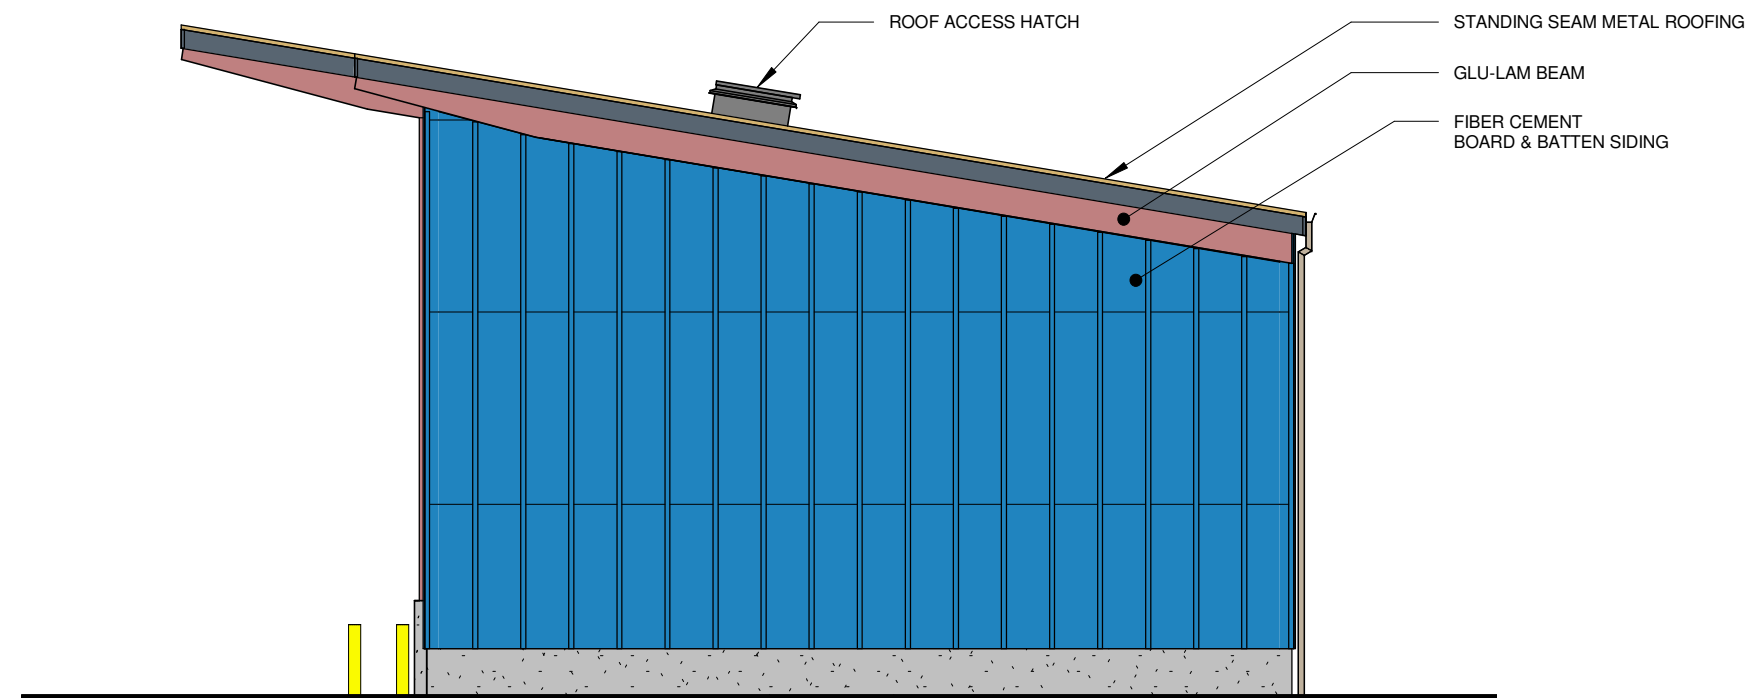 ROOF ACCESS HATCH
STANDING SEAM METAL ROOFING
GLU-LAM BEAM
FIBER CEMENT
BOARD & BATTEN SIDING